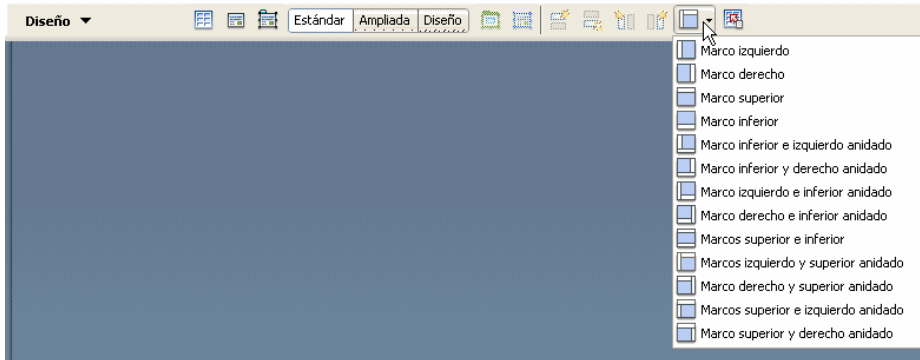 Diseño
Estándar Ampliada Diseño
Marco izquierdo
Marco derecho
Marco superior
Marco inferior
Marco inferior e izquierdo anidado
Marco inferior y derecho anidado
Marco izquierdo e inferior anidado
Marco derecho e inferior anidado
Marcos superior e inferior
Marcos izquierdo y superior anidado
Marco derecho y superior anidado
Marcos superior e izquierdo anidado
Marco superior y derecho anidado